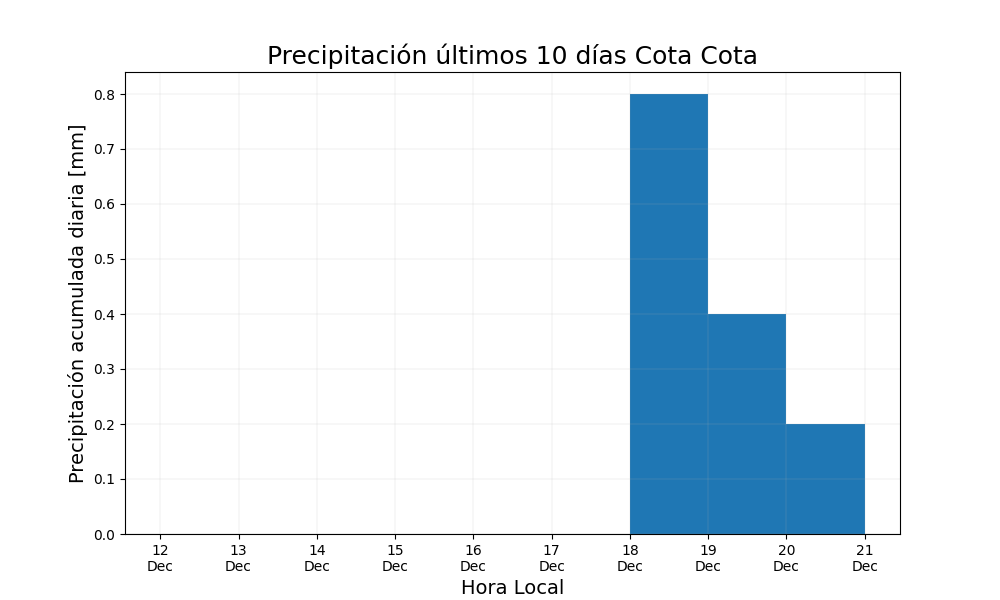 Precipitación últimos 10 días Cota Cota
Precipitación acumulada diaria [mm]
0.8
0.7
0.6
0.5
0.4
0.3
0.2
0.1
0.0
12 13 14 15 16 17 18 19 20 21
Dec Dec Dec Dec Dec Dec Dec Dec Dec Dec
Hora Local